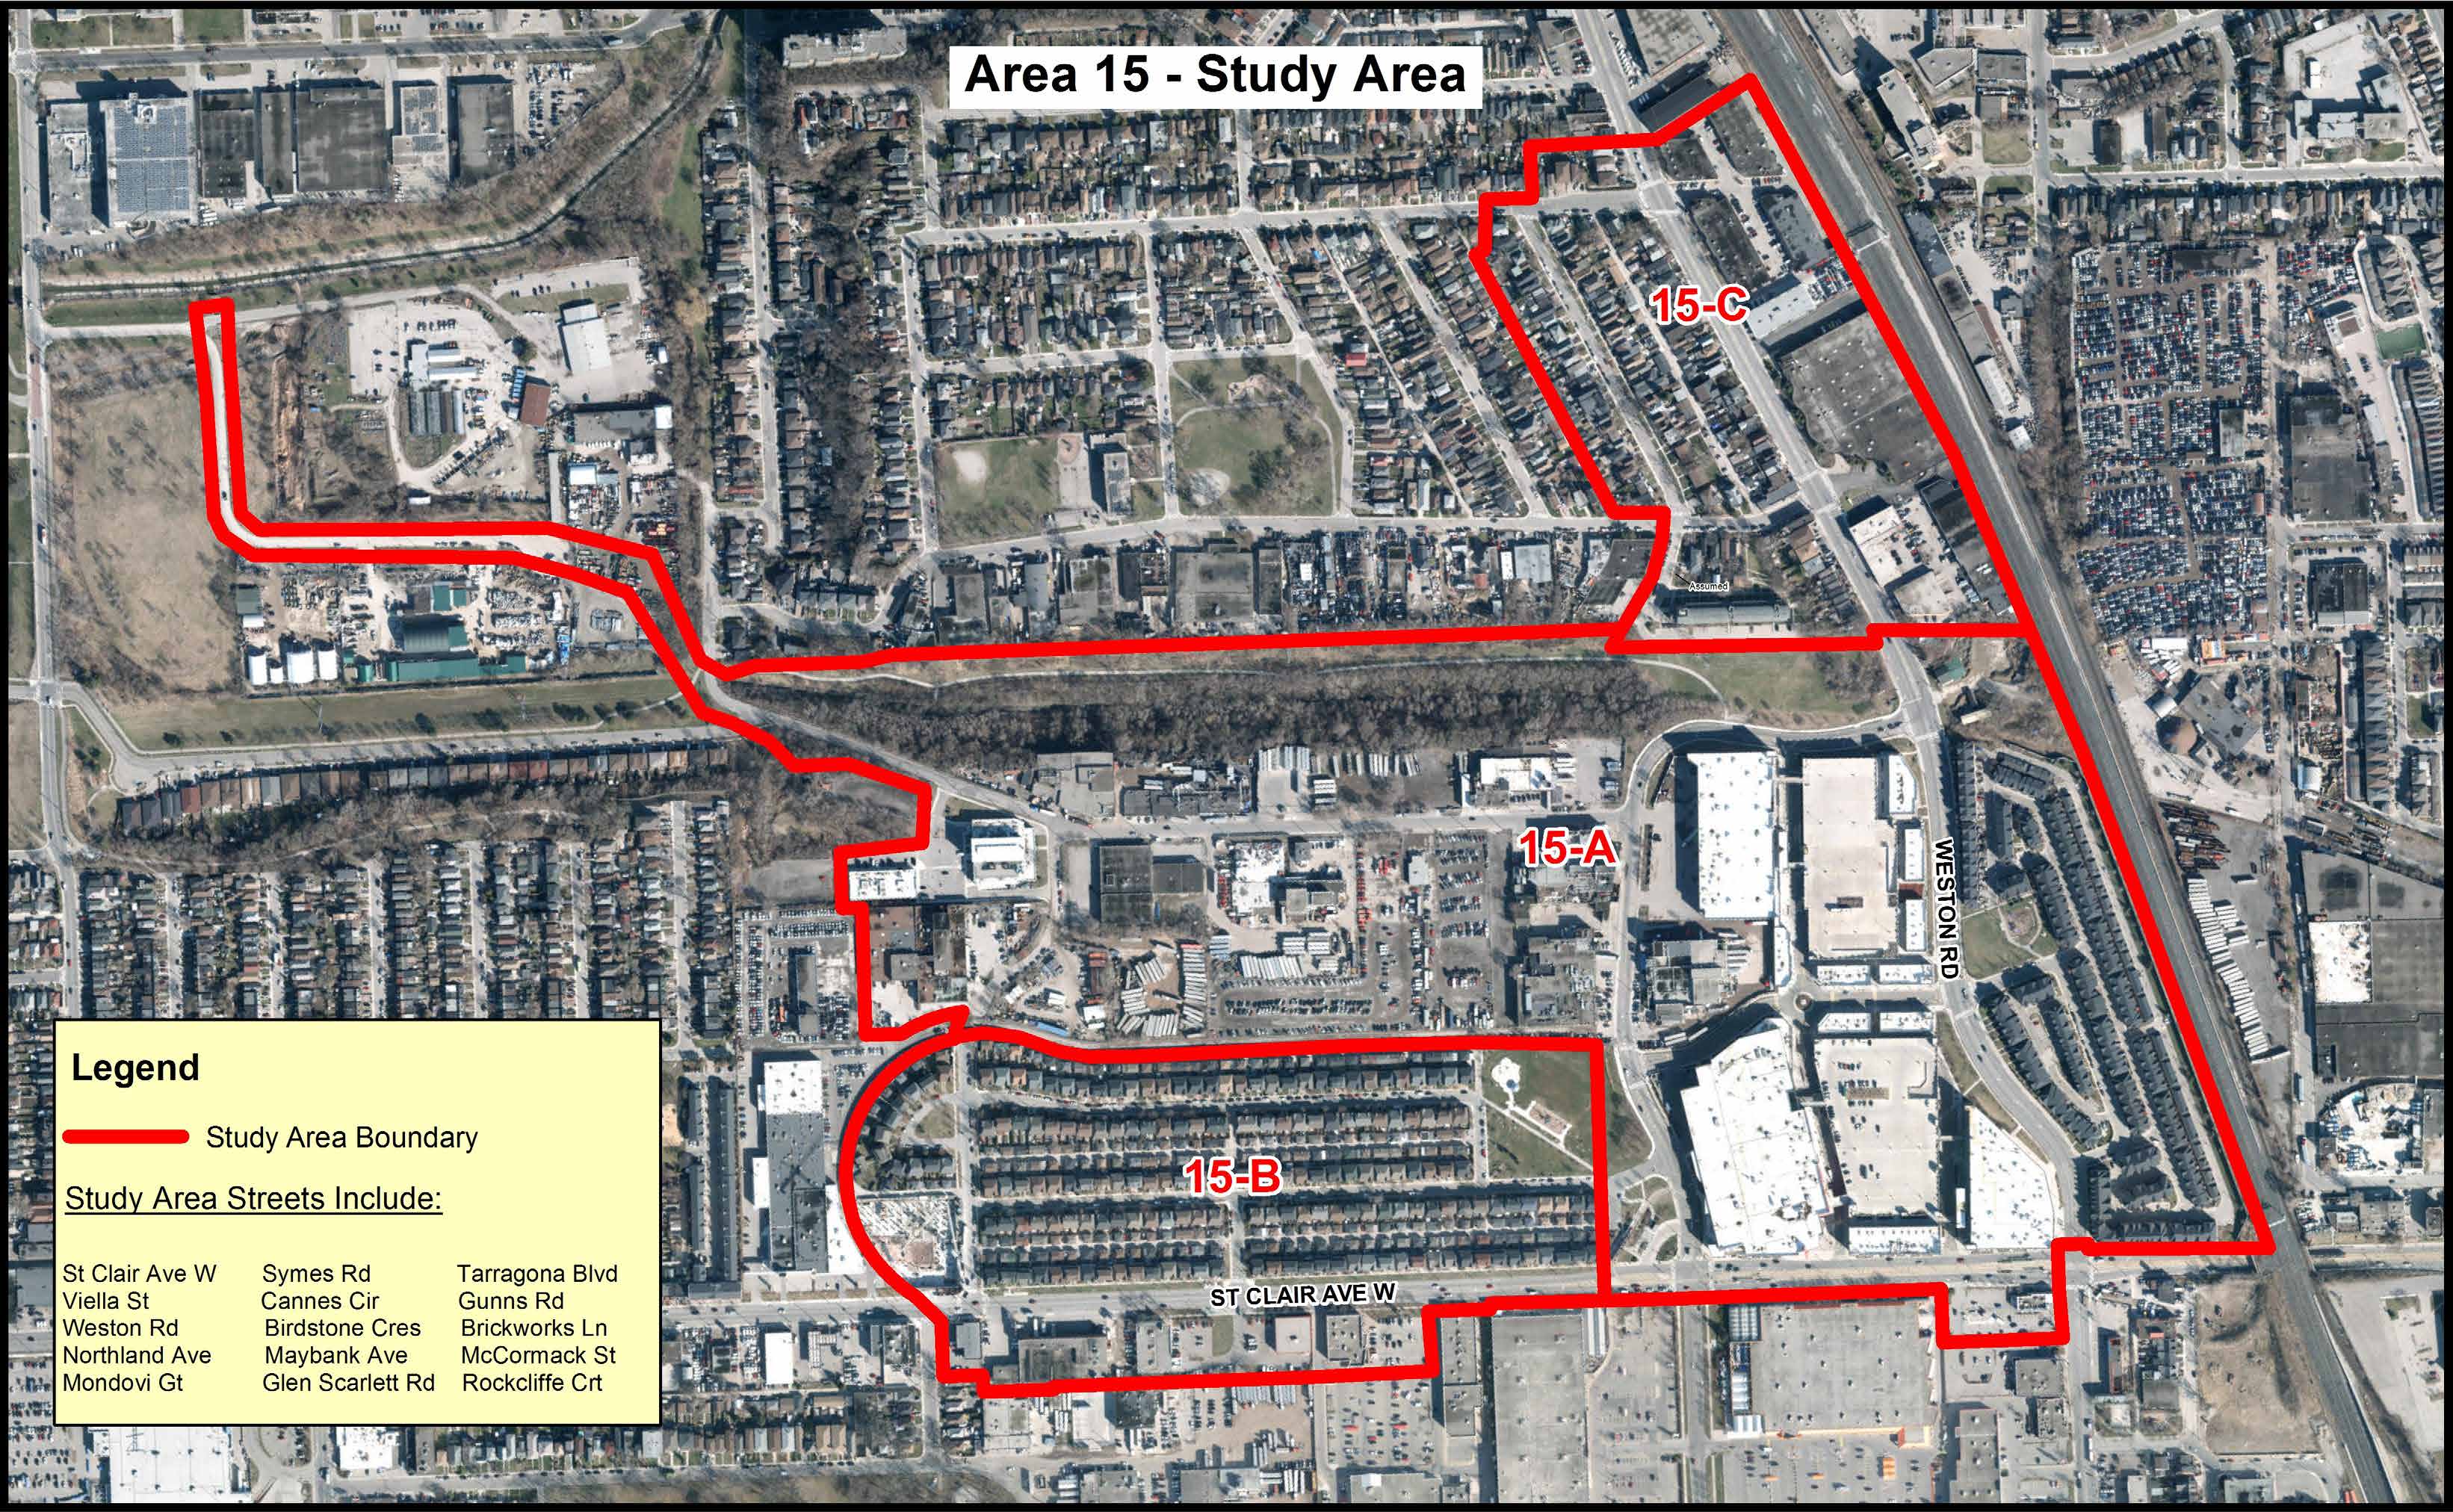 Area 15 - Study Area
15-C
Assumed
15-A
WESTON RD
15-B
ST CLAIR AVE W
Legend
Study Area Boundary
Study Area Streets Include:
St Clair Ave W Symes Rd Tarragona Blvd
Viella St Cannes Cir Gunns Rd
Weston Rd Birdstone Cres Brickworks Ln
Northland Ave Maybank Ave McCormack St
Mondovi Gt Glen Scarlett Rd Rockcliffe Crt